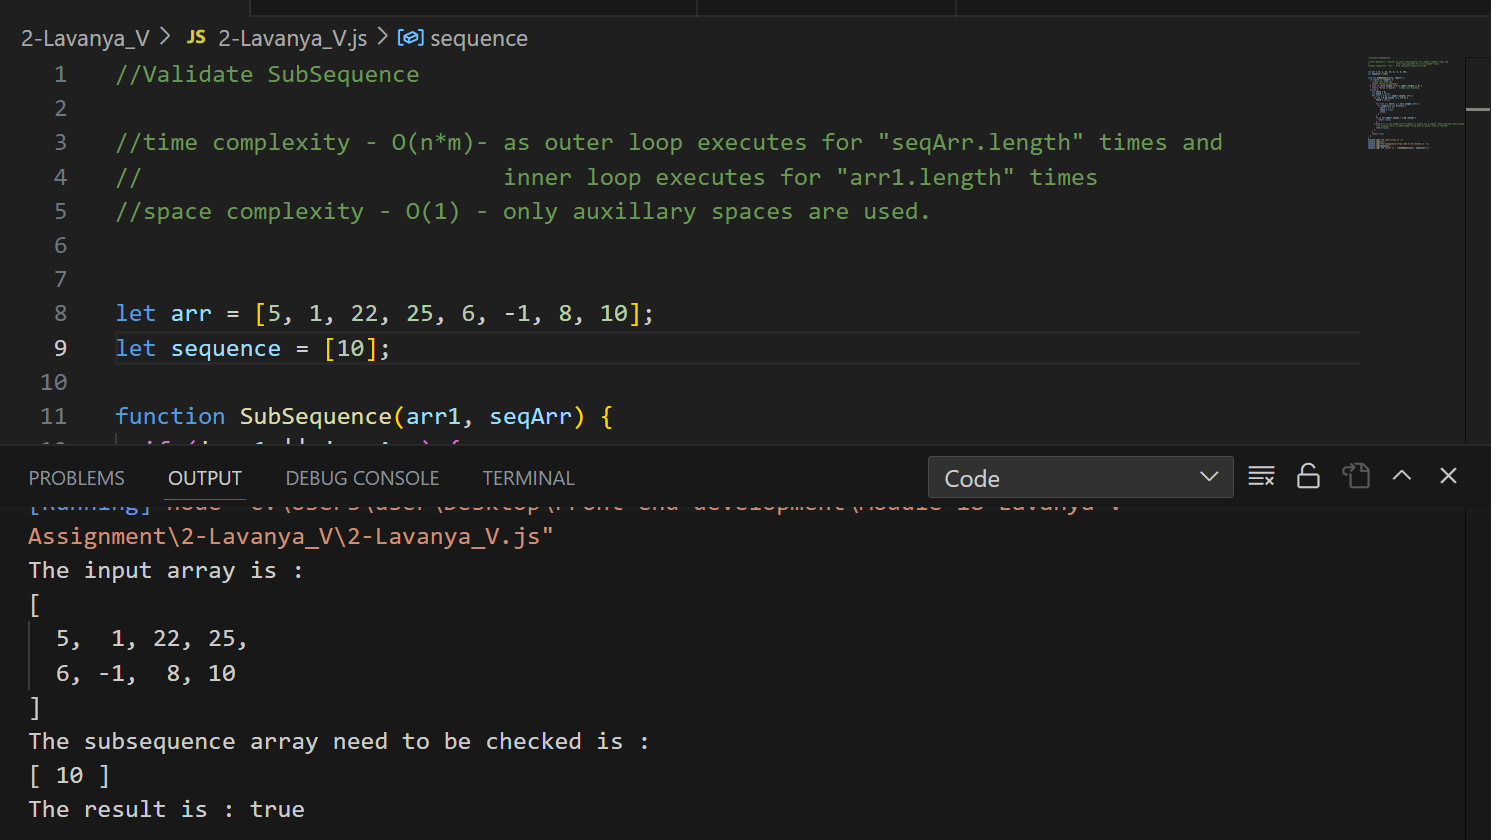 2-Lavanya_V > JS 2-Lavanya_V.js > sequence
1 //Validate SubSequence
2
3 //time complexity - O(n*m)- as outer loop executes for "seqArr.length" times and
4 // inner loop executes for "arr1.length" times
5 //space complexity - O(1) - only auxillary spaces are used.
6
7
8 let arr = [5, 1, 22, 25, 6, -1, 8, 10];
9 let sequence = [10];
10
11 function SubSequence(arr1, seqArr) {
PROBLEMS OUTPUT DEBUG CONSOLE TERMINAL Code
Assignment\2-Lavanya_V\2-Lavanya_V.js"
The input array is :
[
5, 1, 22, 25,
6, -1, 8, 10
]
The subsequence array need to be checked is :
[ 10 ]
The result is : true